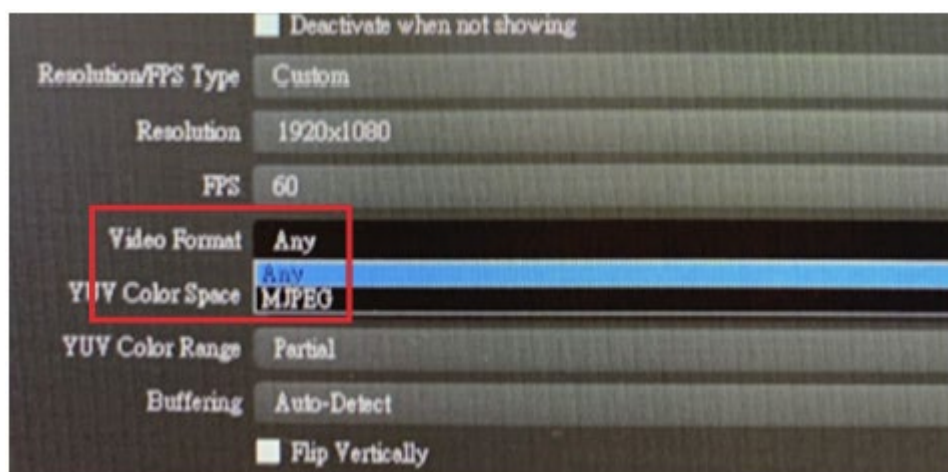 Deactivate when not showing
Resolution/FPS Type Custom
Resolution 1920x1080
FPS 60
Video Format Any
Any
YUV Color Space MJPEG
YUV Color Range Partial
Buffering Auto-Detect
Flip Vertically